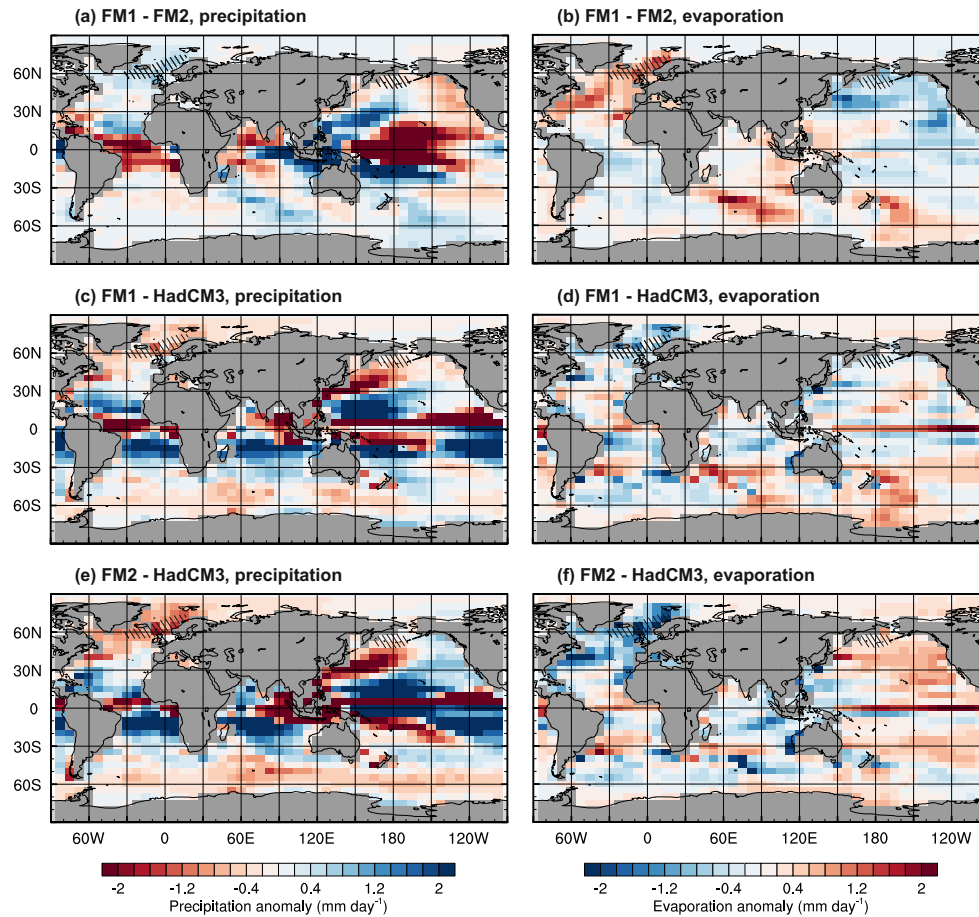 (a) FM1 - FM2, precipitation
(b) FM1 - FM2, evaporation
60N
30N
0
30S
60S
(c) FM1 - HadCM3, precipitation
(d) FM1 - HadCM3, evaporation
60N
30N
0
30S
60S
(e) FM2 - HadCM3, precipitation
(f) FM2 - HadCM3, evaporation
60N
30N
0
30S
60S
60W 0 60E 120E 180 120W
60W 0 60E 120E 180 120W
-2 -1.2 -0.4 0.4 1.2 2
Precipitation anomaly (mm day⁻¹)
-2 -1.2 -0.4 0.4 1.2 2
Evaporation anomaly (mm day⁻¹)